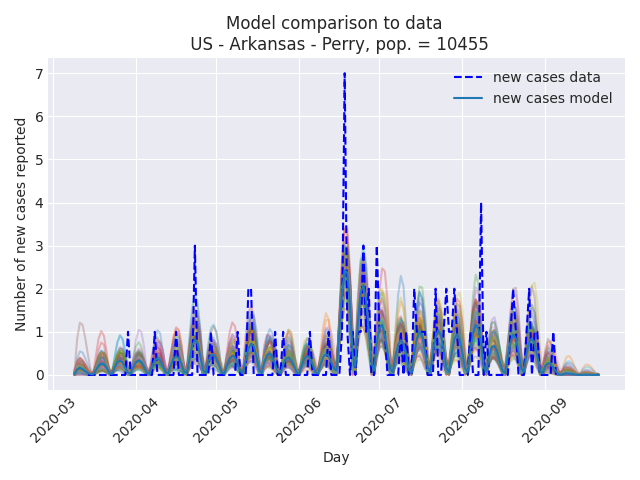 Model comparison to data
US - Arkansas - Perry, pop. = 10455
new cases data
new cases model
Number of new cases reported
7
6
5
4
3
2
1
0
2020-03
2020-04
2020-05
2020-06
2020-07
2020-08
2020-09
Day